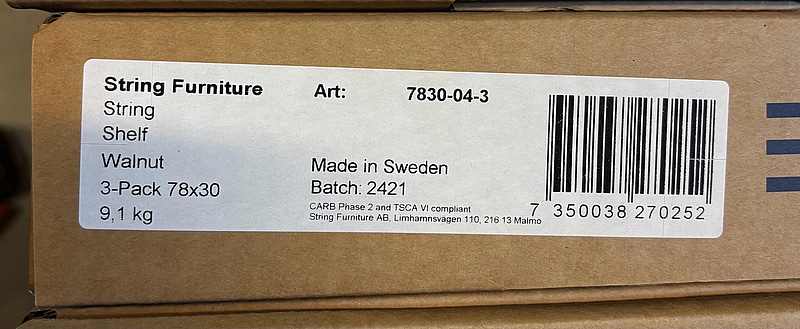 String Furniture
String
Shelf
Walnut
3-Pack 78x30
9,1 kg
Art: 7830-04-3
Made in Sweden
Batch: 2421
CARB Phase 2 and TSCA VI compliant
String Furniture AB, Limhamnsvägen 110, 216 13 Malmö
7 350038 270252